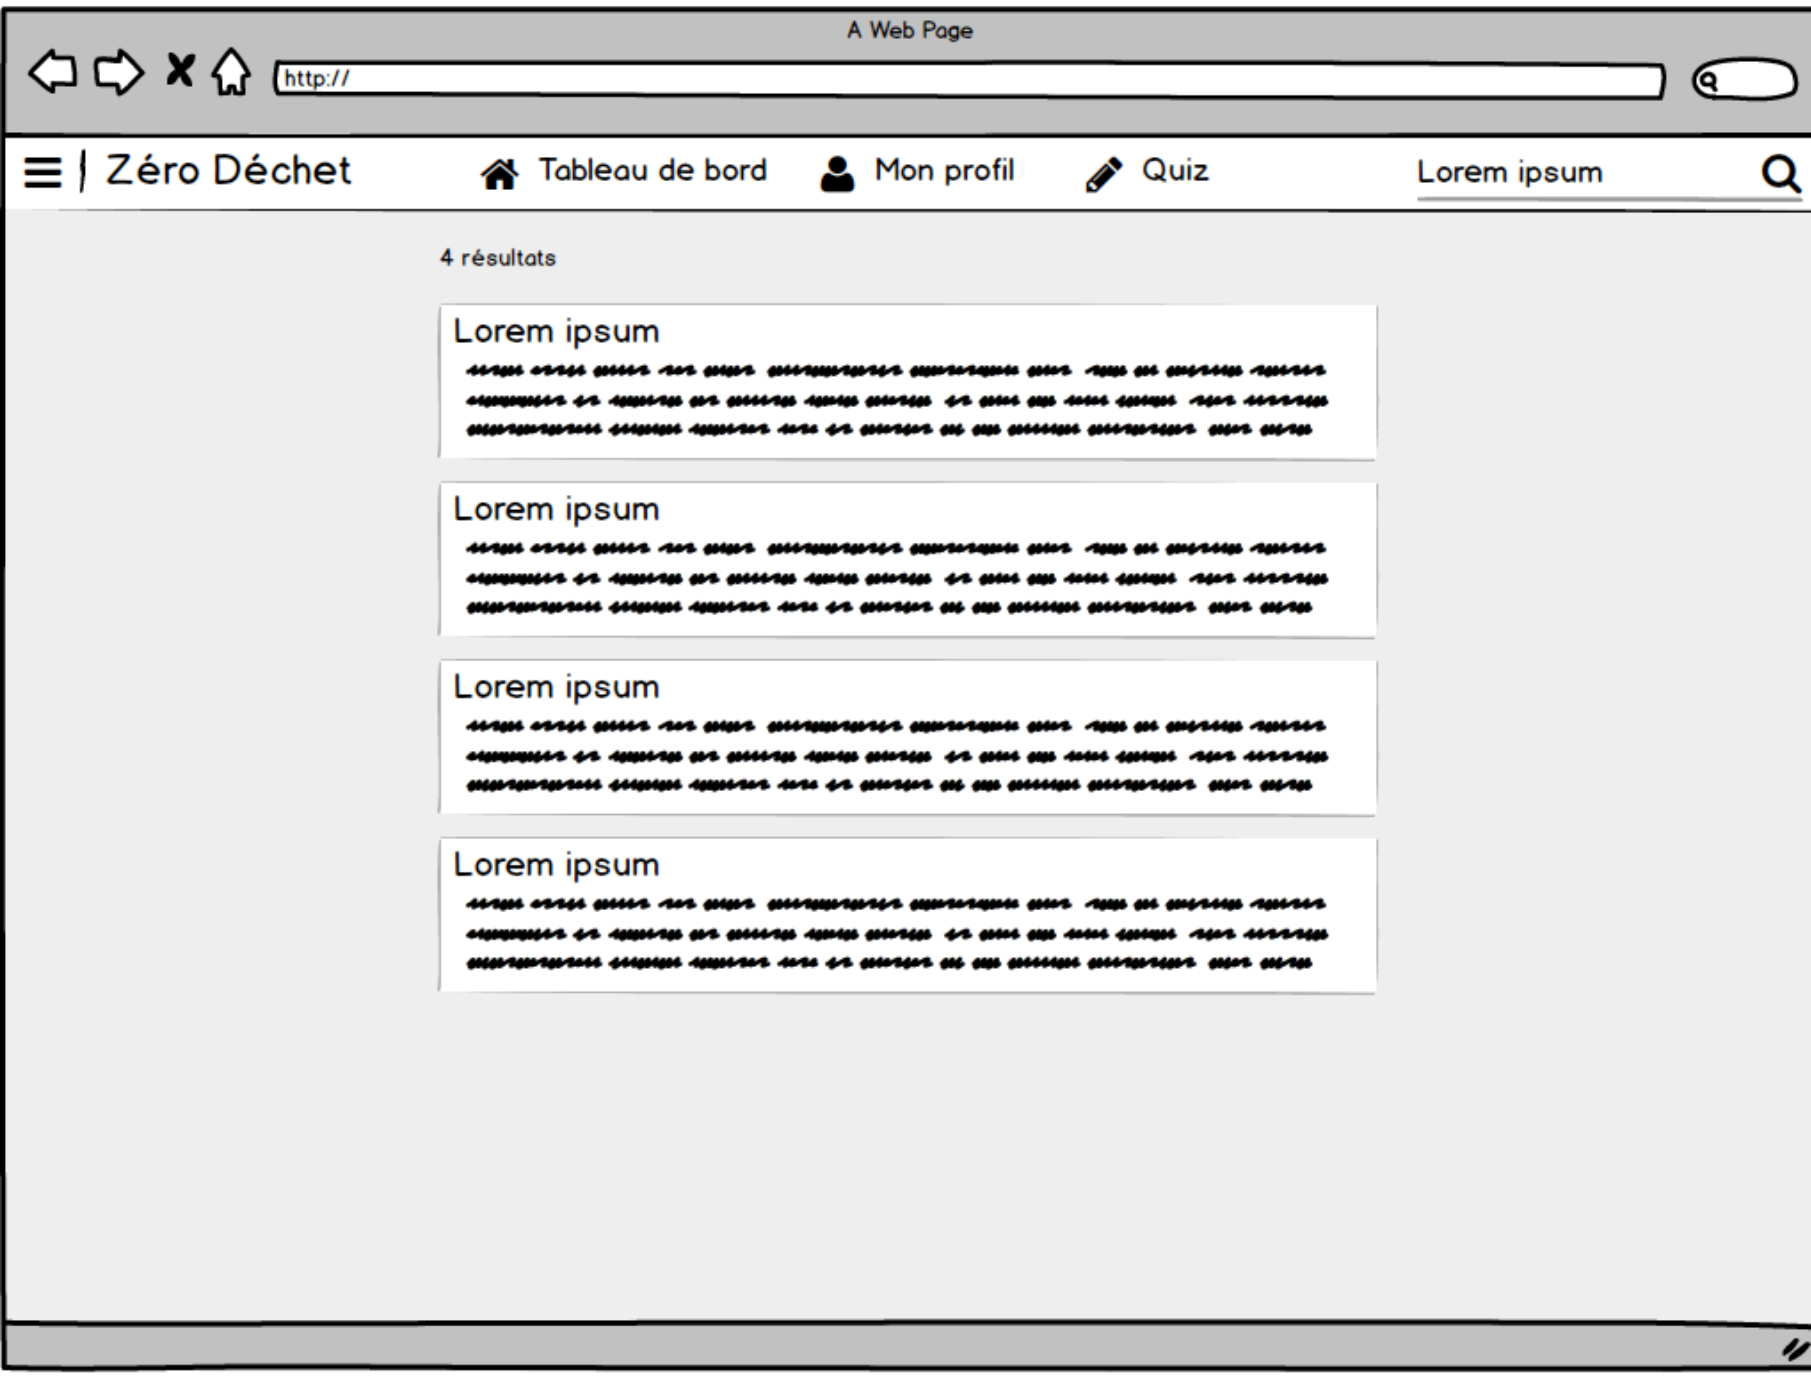 A Web Page
http://
Zéro Déchet Tableau de bord Mon profil Quiz Lorem ipsum
4 résultats
Lorem ipsum
Lorem ipsum
Lorem ipsum
Lorem ipsum